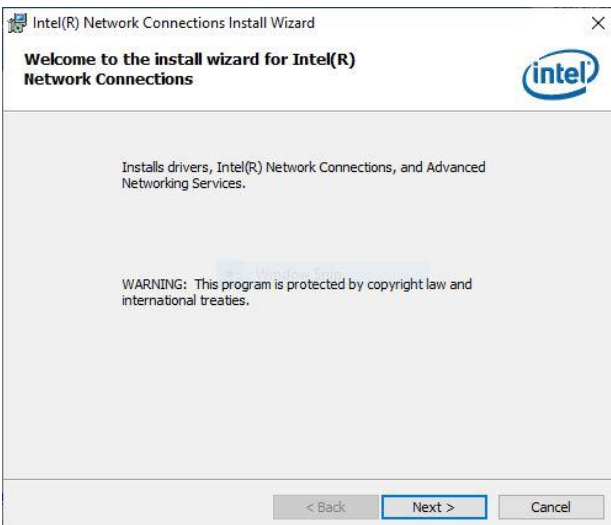 Intel(R) Network Connections Install Wizard
Welcome to the install wizard for Intel(R)
Network Connections
intel
Installs drivers, Intel(R) Network Connections, and Advanced
Networking Services.
Window Snip
WARNING: This program is protected by copyright law and
international treaties.
< Back
Next >
Cancel